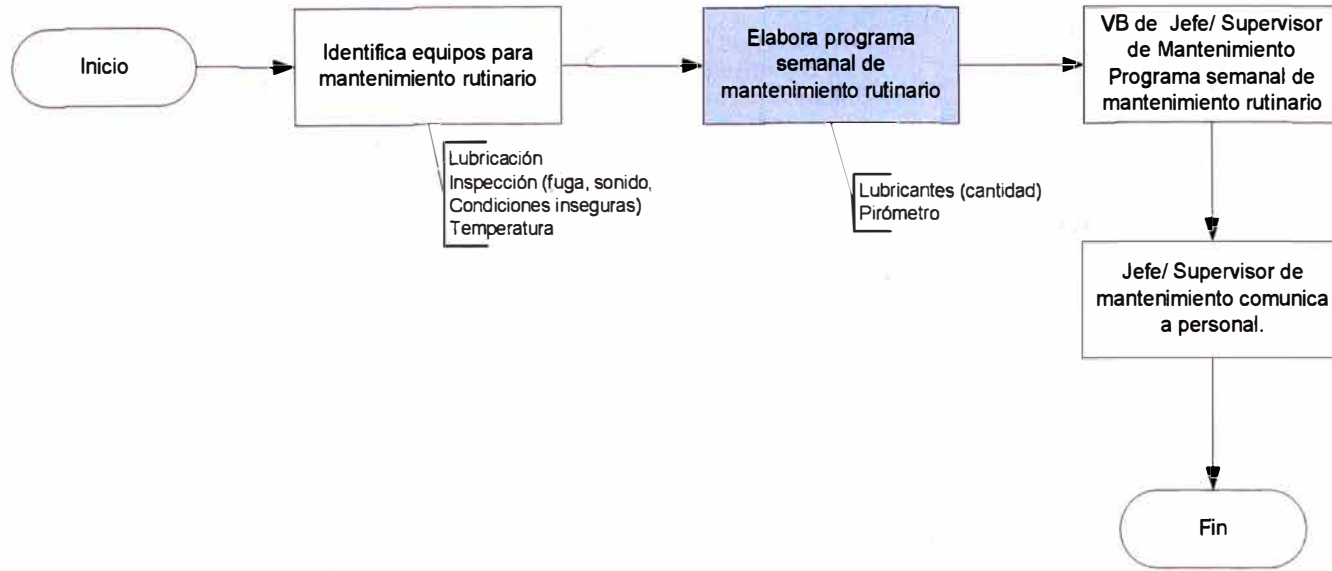 Inicio
Identifica equipos para
mantenimiento rutinario
Lubricación
Inspección (fuga, sonido,
Condiciones inseguras)
Temperatura
Elabora programa
semanal de
mantenimiento rutinario
Lubricantes (cantidad)
Pirómetro
VB de Jefe/ Supervisor
de Mantenimiento
Programa semanal de
mantenimiento rutinario
Jefe/ Supervisor de
mantenimiento comunica
a personal.
Fin